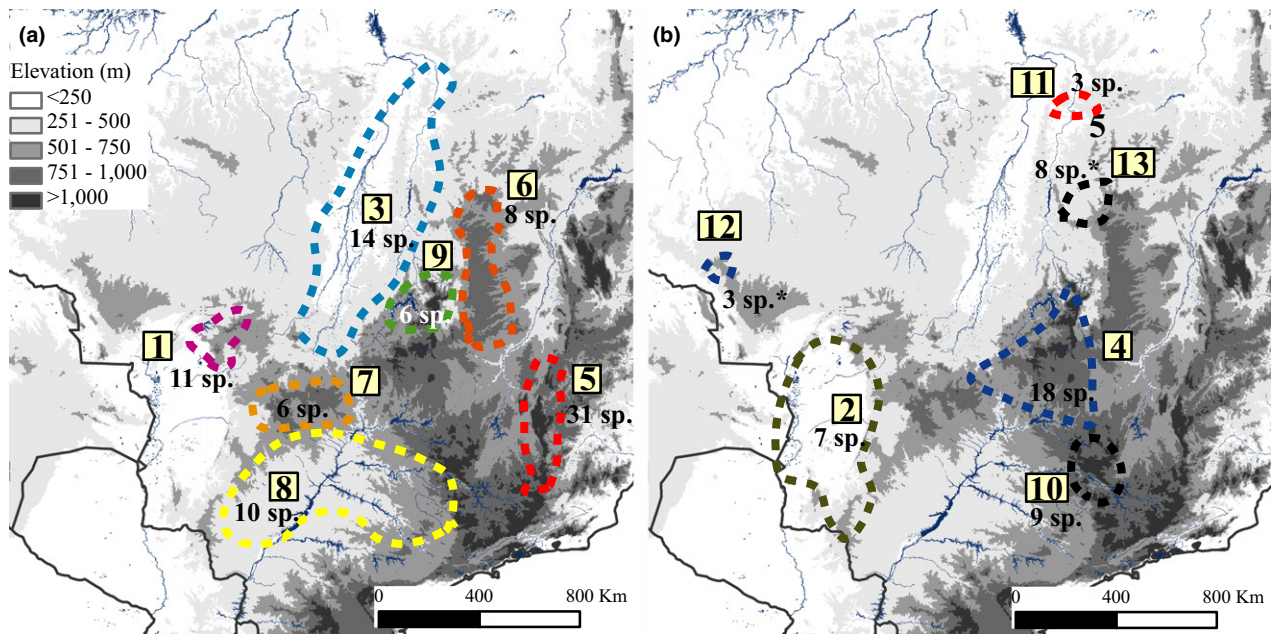 (a)
Elevation (m)
<250
251 - 500
501 - 750
751 - 1,000
>1,000
3
14 sp.
6
8 sp.
9
6 sp.
1
11 sp.
7
6 sp.
5
31 sp.
8
10 sp.
0 400 800 Km
(b)
11
3 sp.
5
8 sp.*
13
12
3 sp.*
4
18 sp.
2
7 sp.
10
9 sp.
0 400 800 Km